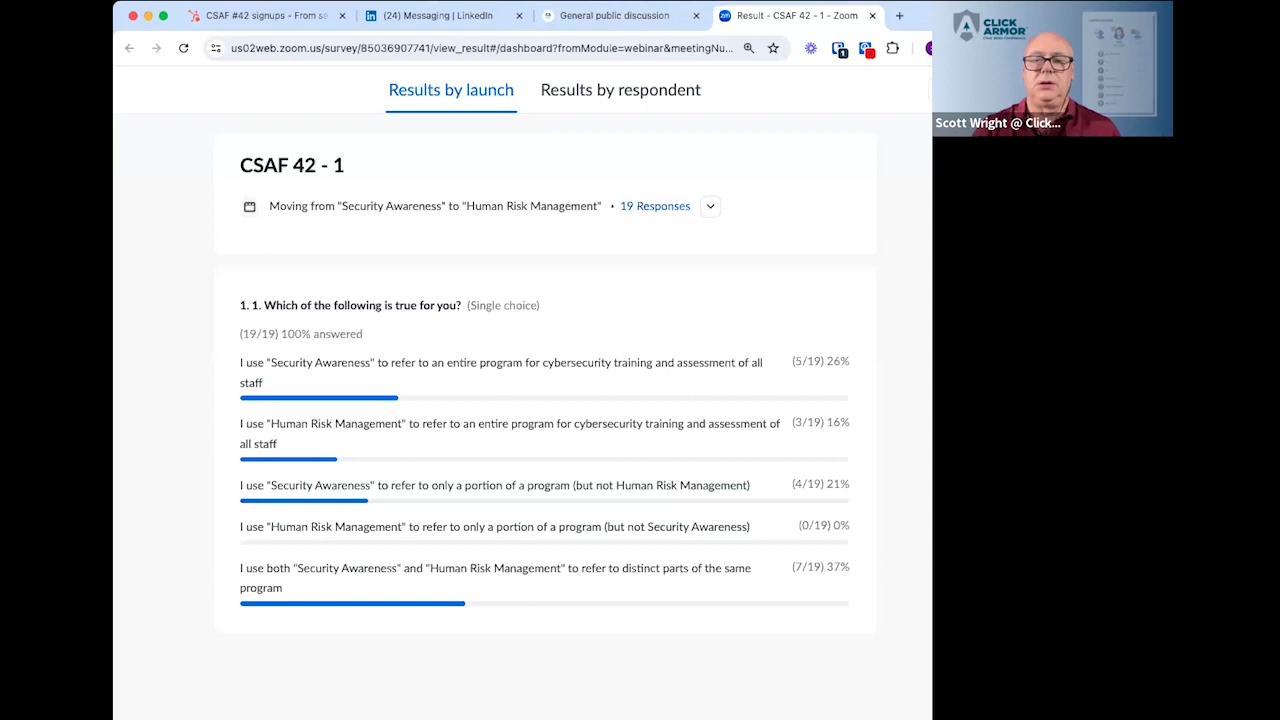 CSAF #42 signups - From se
(24) Messaging | LinkedIn
General public discussion
Result - CSAF 42 - 1 - Zoom
us02web.zoom.us/survey/85036907741/view_result#/dashboard?fromModule=webinar&meetingNu...
CLICK
ARMOR
Scott Wright @ Click...
Results by launch
Results by respondent
CSAF 42 - 1
Moving from "Security Awareness" to "Human Risk Management" • 19 Responses
1. 1. Which of the following is true for you? (Single choice)
(19/19) 100% answered
I use "Security Awareness" to refer to an entire program for cybersecurity training and assessment of all (5/19) 26%
staff
I use "Human Risk Management" to refer to an entire program for cybersecurity training and assessment of (3/19) 16%
all staff
I use "Security Awareness" to refer to only a portion of a program (but not Human Risk Management) (4/19) 21%
I use "Human Risk Management" to refer to only a portion of a program (but not Security Awareness) (0/19) 0%
I use both "Security Awareness" and "Human Risk Management" to refer to distinct parts of the same (7/19) 37%
program